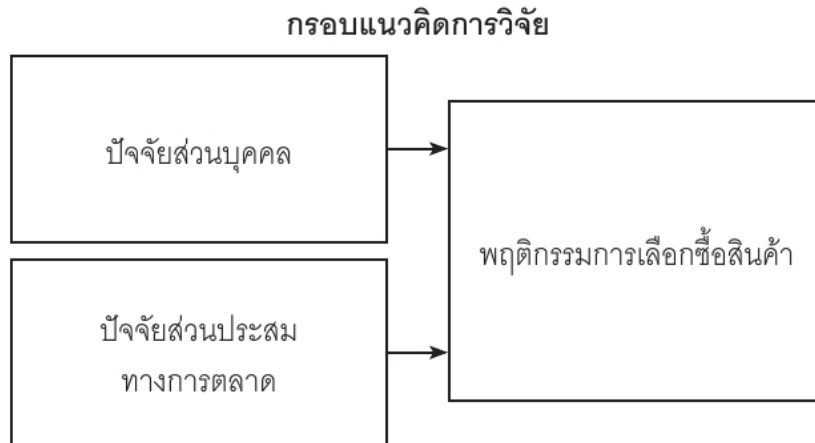 กรอบแนวคิดการวิจัย
ปัจจัยส่วนบุคคล
ปัจจัยส่วนประสม
ทางการตลาด
พฤติกรรมการเลือกซื้อสินค้า